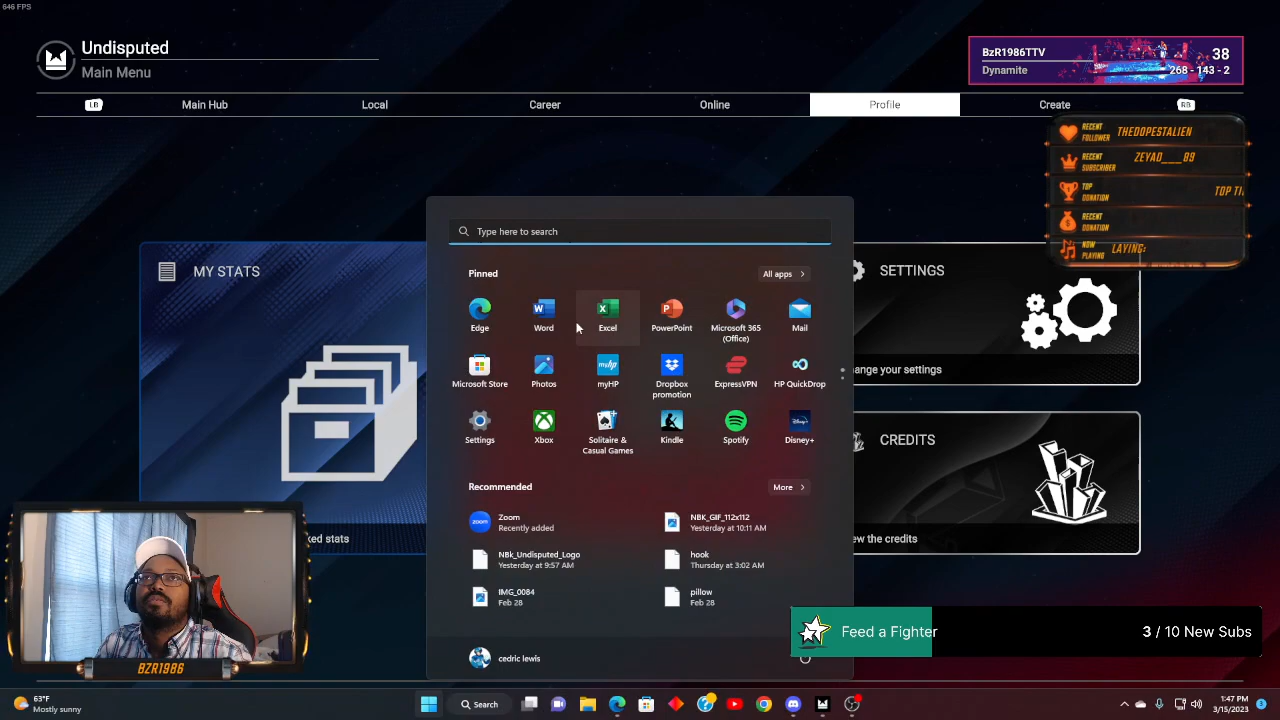 646 FPS
Undisputed
Main Menu
BzR1986TTV
38
Dynamite
268 - 143 - 2
LB
Main Hub
Local
Career
Online
Profile
Create
RB
RECENT FOLLOWER
THEDOPESTALIEN
RECENT SUBSCRIBER
ZEYAD___89
TOP DONATION
TOP TI
RECENT DONATION
NOW PLAYING
LAYING:
MY STATS
ked stats
SETTINGS
ange your settings
CREDITS
ew the credits
Type here to search
Pinned
All apps
Edge
Word
Excel
PowerPoint
Microsoft 365
(Office)
Mail
Microsoft Store
Photos
myHP
Dropbox
promotion
ExpressVPN
HP QuickDrop
Settings
Xbox
Solitaire &
Casual Games
Kindle
Spotify
Disney+
Recommended
More
zoom
Zoom
Recently added
NBK_GIF_112x112
Yesterday at 10:11 AM
NBk_Undisputed_Logo
Yesterday at 9:57 AM
hook
Thursday at 3:02 AM
IMG_0084
Feb 28
pillow
Feb 28
cedric lewis
BZR1986
Feed a Fighter
3 / 10 New Subs
63°F
Mostly sunny
Search
1:47 PM
3/15/2023
3